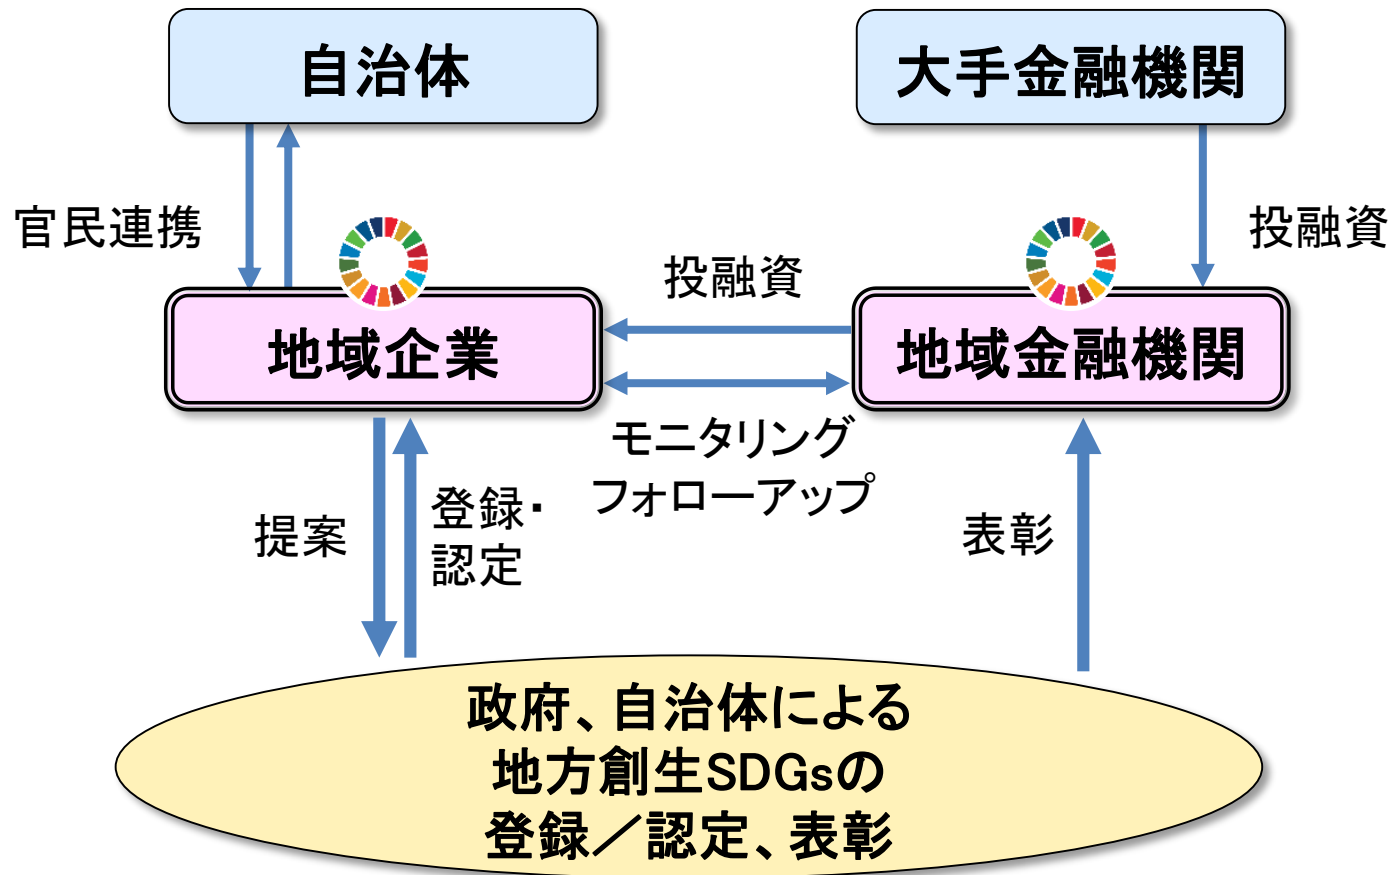 自治体
大手金融機関
官民連携
投融資
投融資
地域企業
地域金融機関
モニタリング
フォローアップ
提案
登録・
認定
表彰
政府、自治体による
地方創生SDGsの
登録／認定、表彰